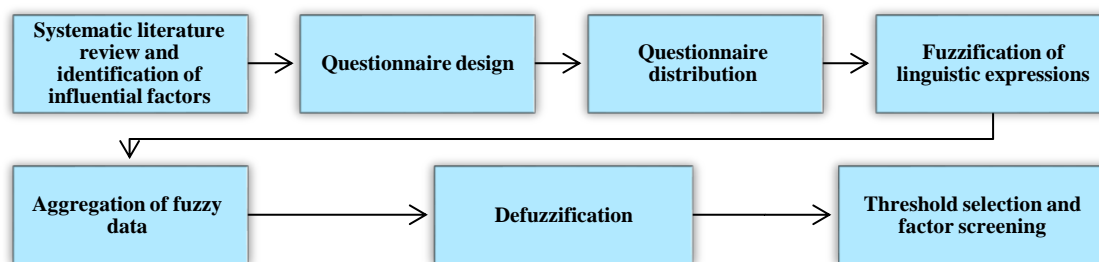 Systematic literature
review and
identification of
influential factors
Questionnaire design
Questionnaire
distribution
Fuzzification of
linguistic expressions
Aggregation of fuzzy
data
Defuzzification
Threshold selection and
factor screening